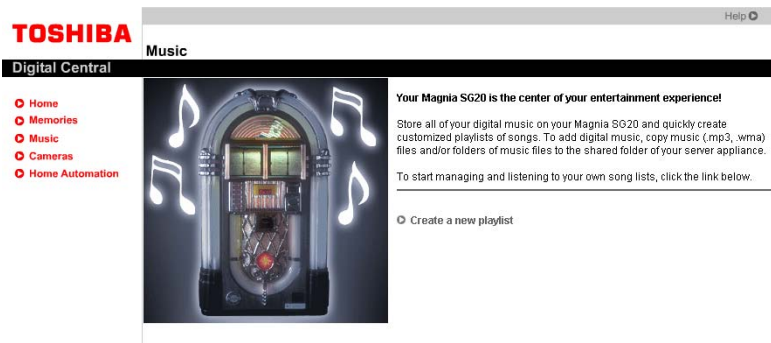 Help
TOSHIBA
Music
Digital Central
Home
Memories
Music
Cameras
Home Automation
Your Magnia SG20 is the center of your entertainment experience!
Store all of your digital music on your Magnia SG20 and quickly create
customized playlists of songs. To add digital music, copy music (.mp3, .wma)
files and/or folders of music files to the shared folder of your server appliance.
To start managing and listening to your own song lists, click the link below.
Create a new playlist